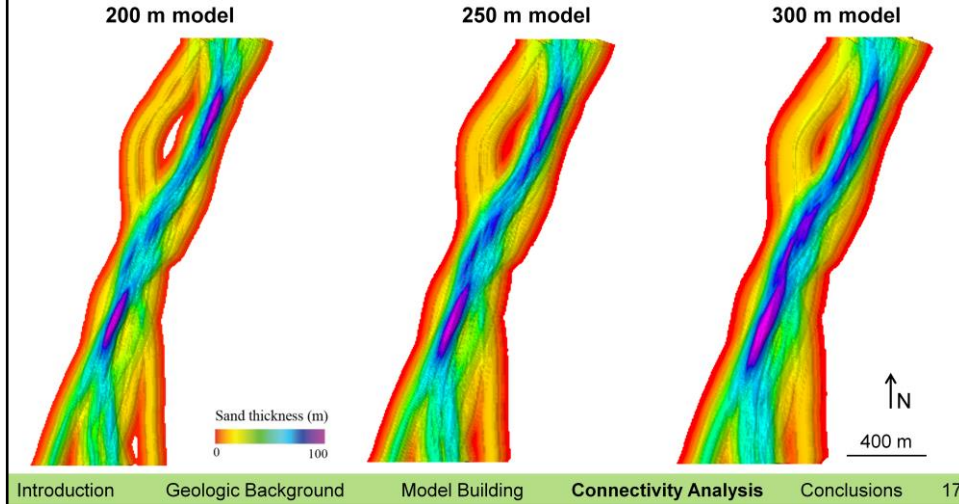 200 m model 250 m model 300 m model
Sand thickness (m)
0 100
N
400 m
Introduction Geologic Background Model Building Connectivity Analysis Conclusions 17